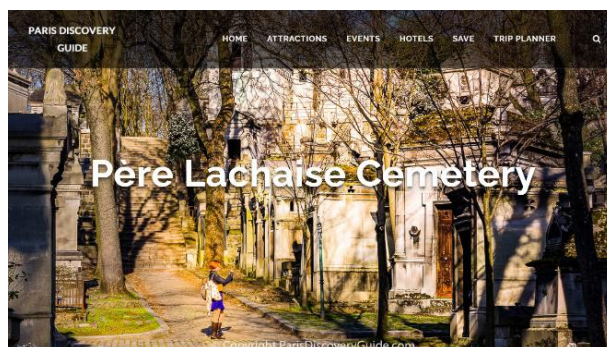 PARIS DISCOVERY
GUIDE
HOME ATTRACTIONS EVENTS HOTELS SAVE TRIP PLANNER
Père Lachaise Cemetery
Copyright ParisDiscoveryGuide.com